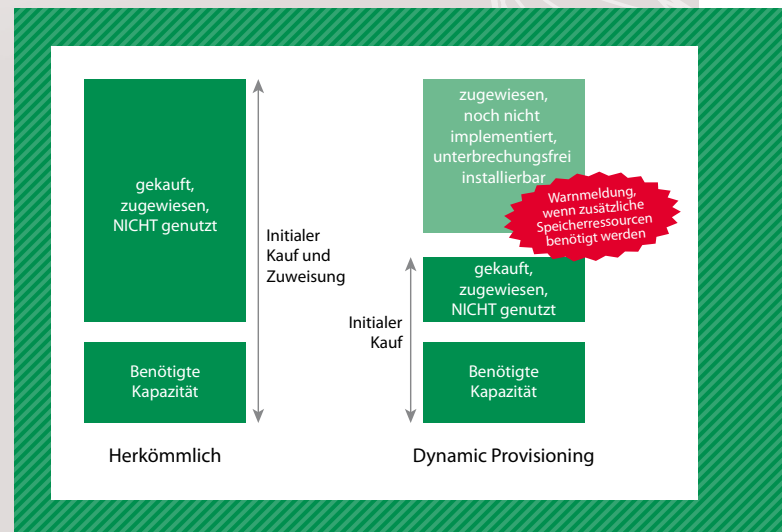 gekauft,
zugewiesen,
NICHT genutzt
Benötigte
Kapazität
Initialer
Kauf und
Zuweisung
Herkömmlich
zugewiesen,
noch nicht
implementiert,
unterbrechungsfrei
installierbar
Warnmeldung,
wenn zusätzliche
Speicherressourcen
benötigt werden
gekauft,
zugewiesen,
NICHT genutzt
Initialer
Kauf
Benötigte
Kapazität
Dynamic Provisioning